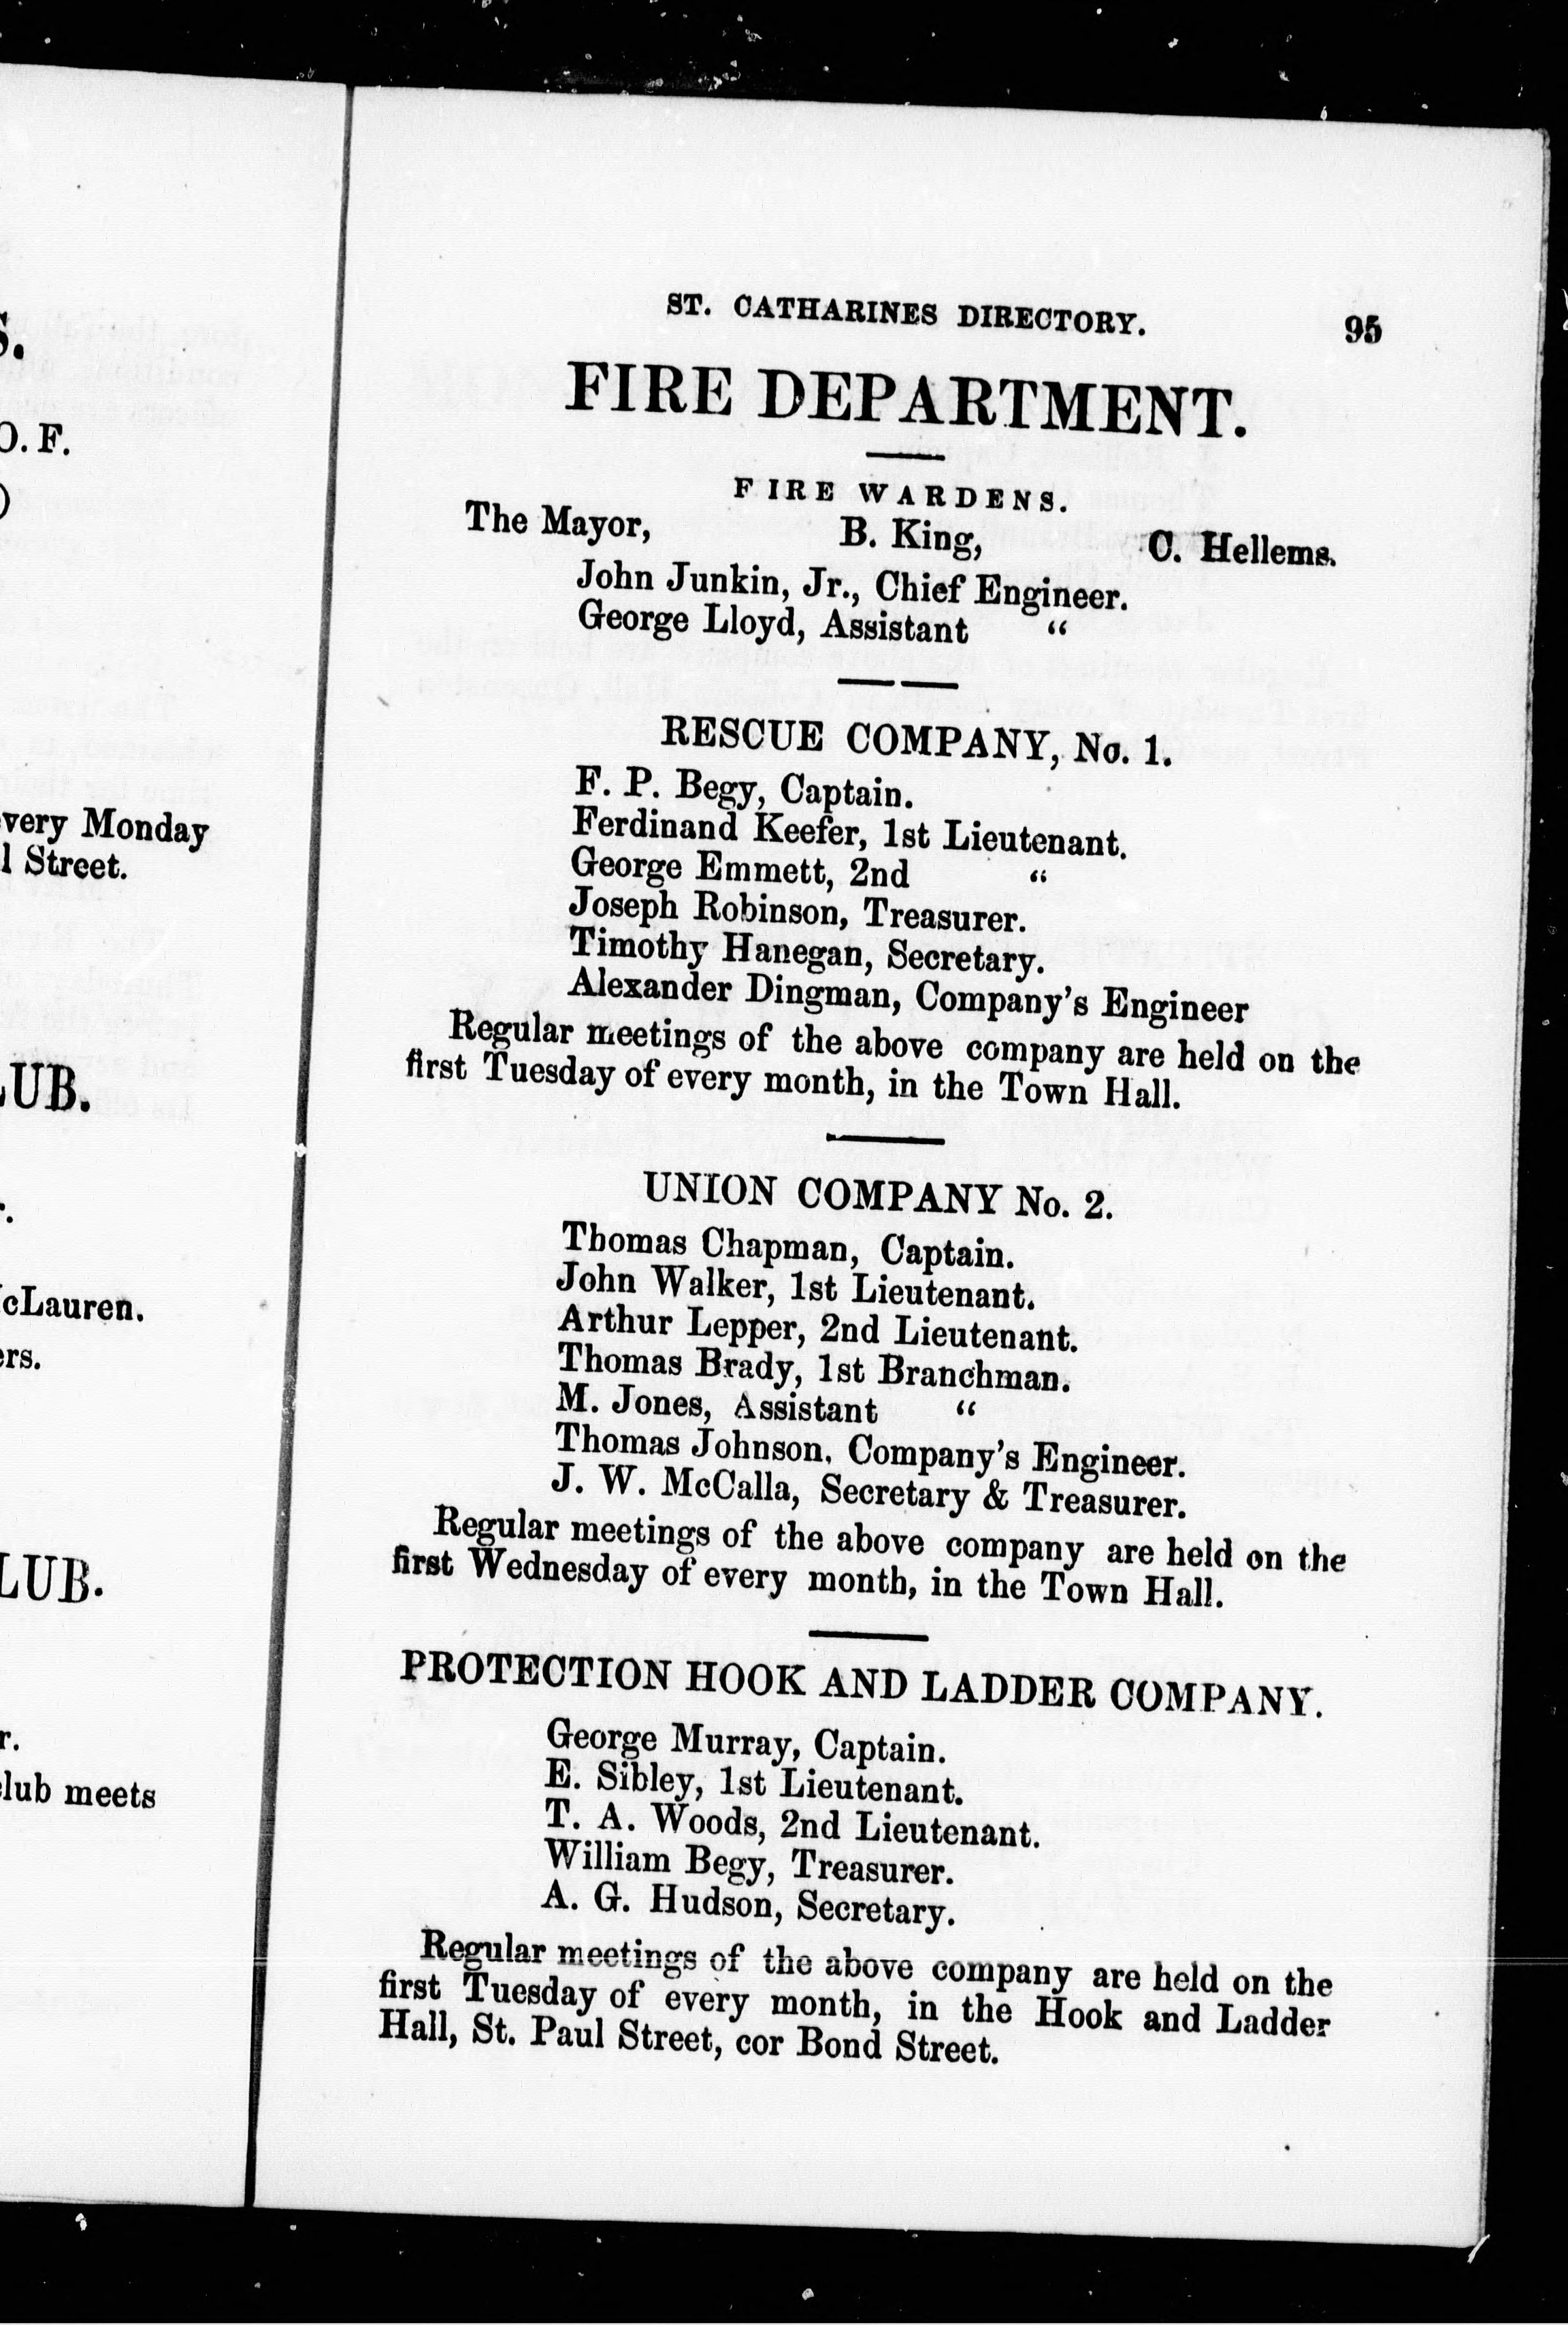 S.
O. F.
)
every Monday
l Street.
LUB.
r.
cLauren.
ers.
LUB.
r.
club meets
ST. CATHARINES DIRECTORY. 95
FIRE DEPARTMENT.
FIRE WARDENS.
The Mayor, B. King, C. Hellems.
John Junkin, Jr., Chief Engineer.
George Lloyd, Assistant "
RESCUE COMPANY, No. 1.
F. P. Begy, Captain.
Ferdinand Keefer, 1st Lieutenant.
George Emmett, 2nd "
Joseph Robinson, Treasurer.
Timothy Hanegan, Secretary.
Alexander Dingman, Company's Engineer
Regular meetings of the above company are held on the
first Tuesday of every month, in the Town Hall.
UNION COMPANY No. 2.
Thomas Chapman, Captain.
John Walker, 1st Lieutenant.
Arthur Lepper, 2nd Lieutenant.
Thomas Brady, 1st Branchman.
M. Jones, Assistant "
Thomas Johnson, Company's Engineer.
J. W. McCalla, Secretary & Treasurer.
Regular meetings of the above company are held on the
first Wednesday of every month, in the Town Hall.
PROTECTION HOOK AND LADDER COMPANY.
George Murray, Captain.
E. Sibley, 1st Lieutenant.
T. A. Woods, 2nd Lieutenant.
William Begy, Treasurer.
A. G. Hudson, Secretary.
Regular meetings of the above company are held on the
first Tuesday of every month, in the Hook and Ladder
Hall, St. Paul Street, cor Bond Street.